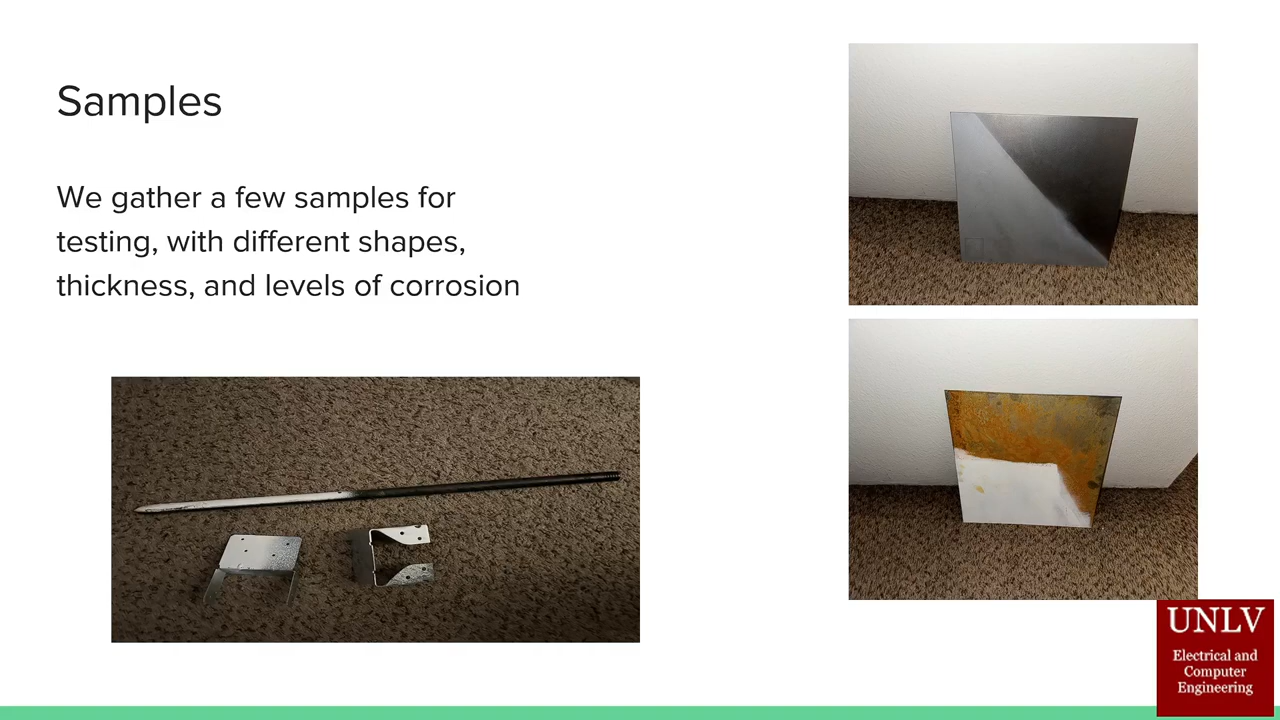 Samples
We gather a few samples for
testing, with different shapes,
thickness, and levels of corrosion
UNLV
Electrical and
Computer
Engineering